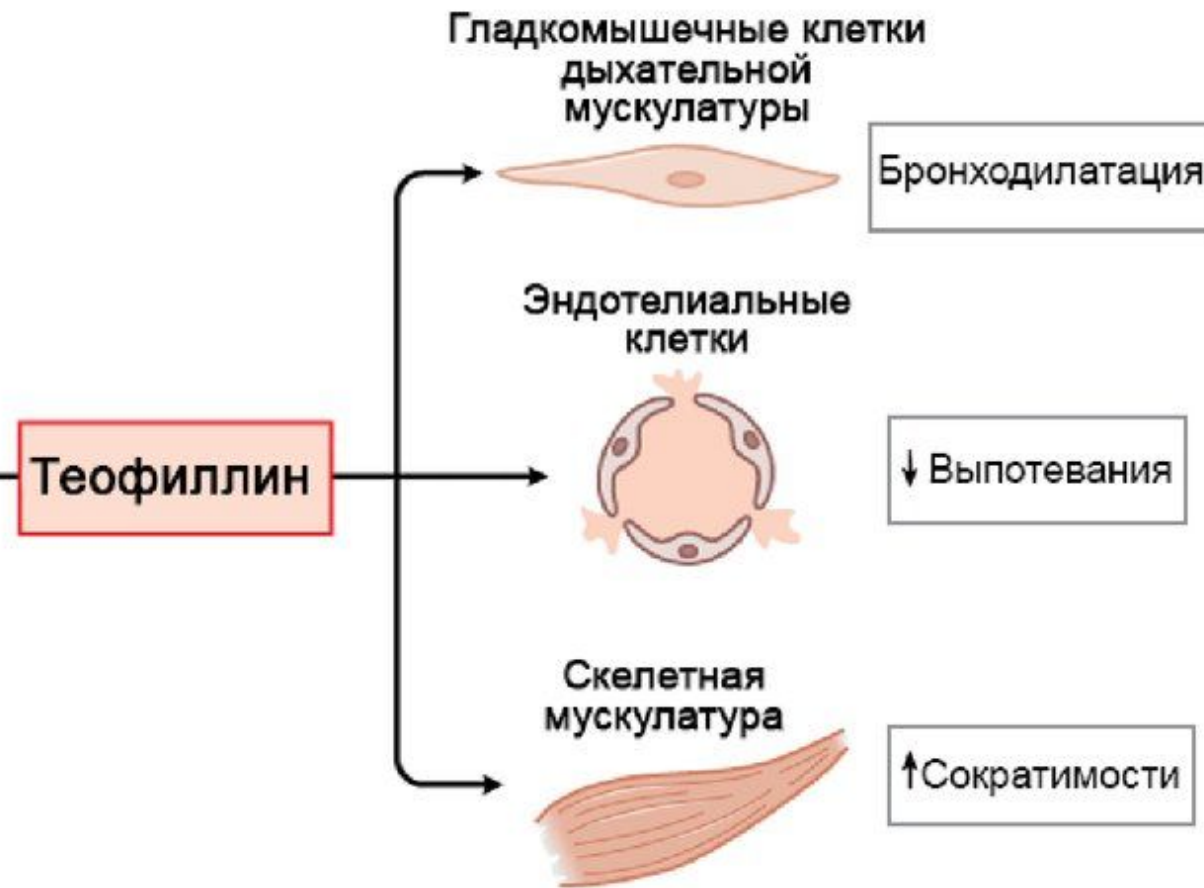 Гладкомышечные клетки
дыхательной
мускулатуры
Бронходилатация
Эндотелиальные
клетки
Теофиллин
↓ Выпотевания
Скелетная
мускулатура
↑Сократимости